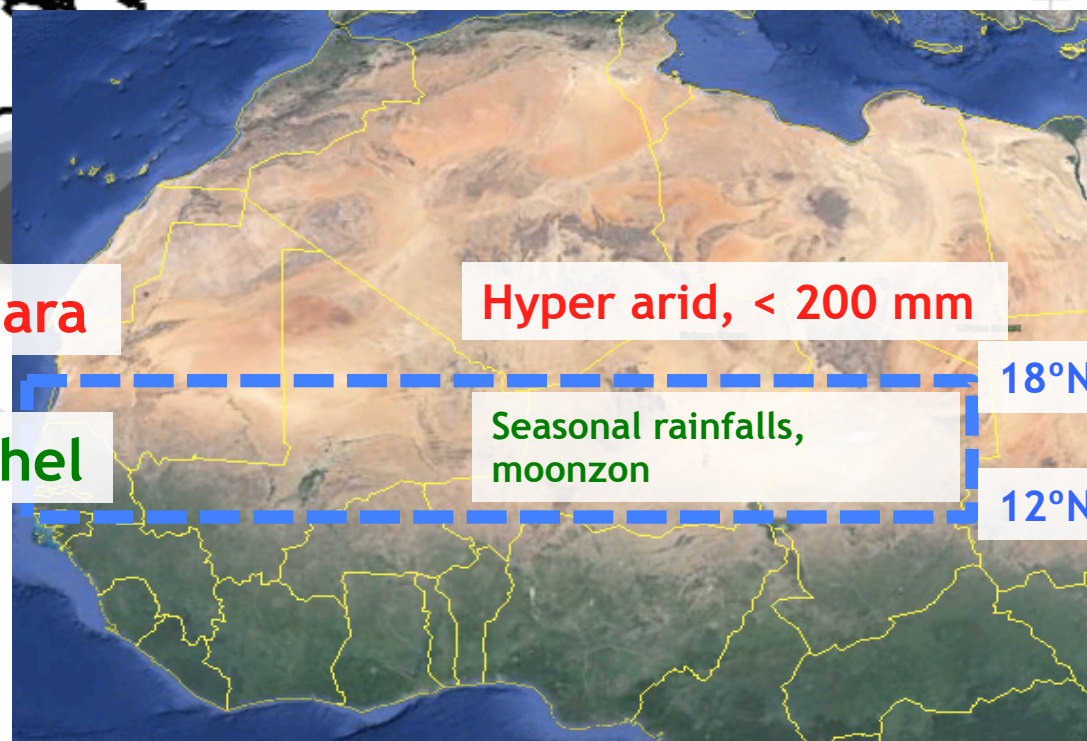 ara
Hyper arid, < 200 mm
18ºN
hel
Seasonal rainfalls,
moonzon
12ºN